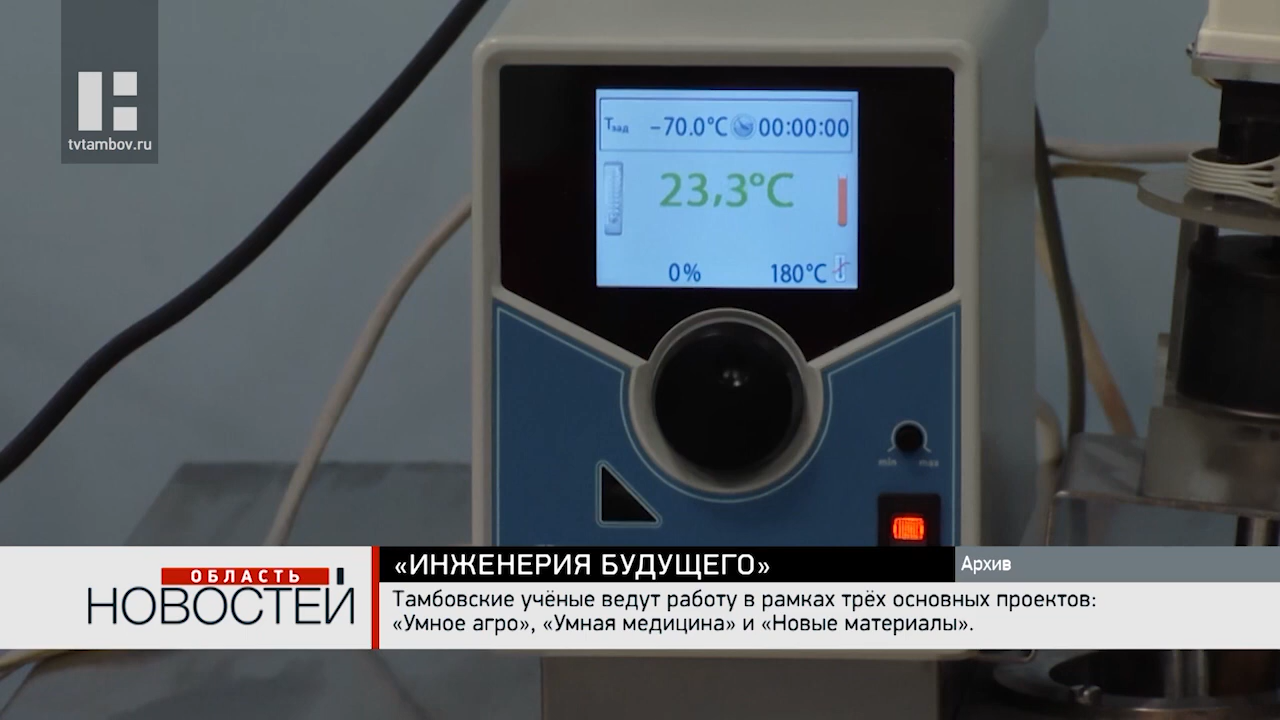 tvtambov.ru
Tзад −70.0°C 00:00:00
23,3°C
0% 180°C
min max
ОБЛАСТЬ
НОВОСТЕЙ
«ИНЖЕНЕРИЯ БУДУЩЕГО»
Архив
Тамбовские учёные ведут работу в рамках трёх основных проектов:
«Умное агро», «Умная медицина» и «Новые материалы».